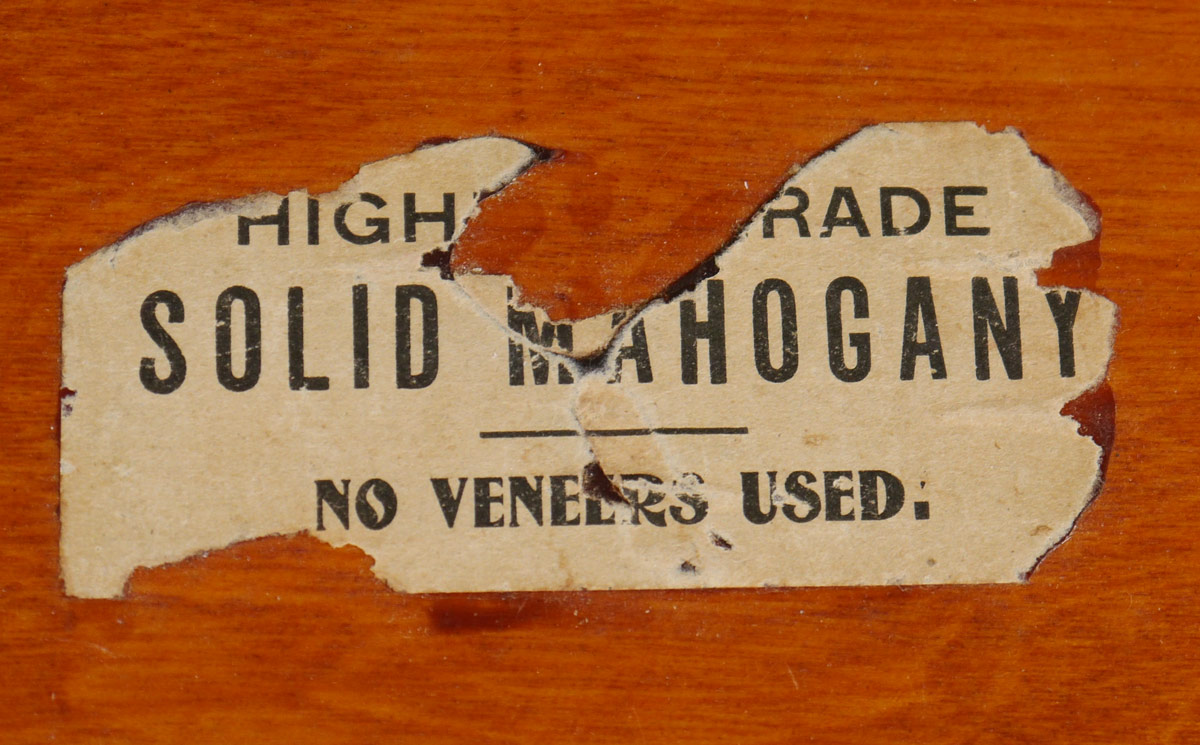 HIGH RADE
SOLID MAHOGANY
NO VENEERS USED.